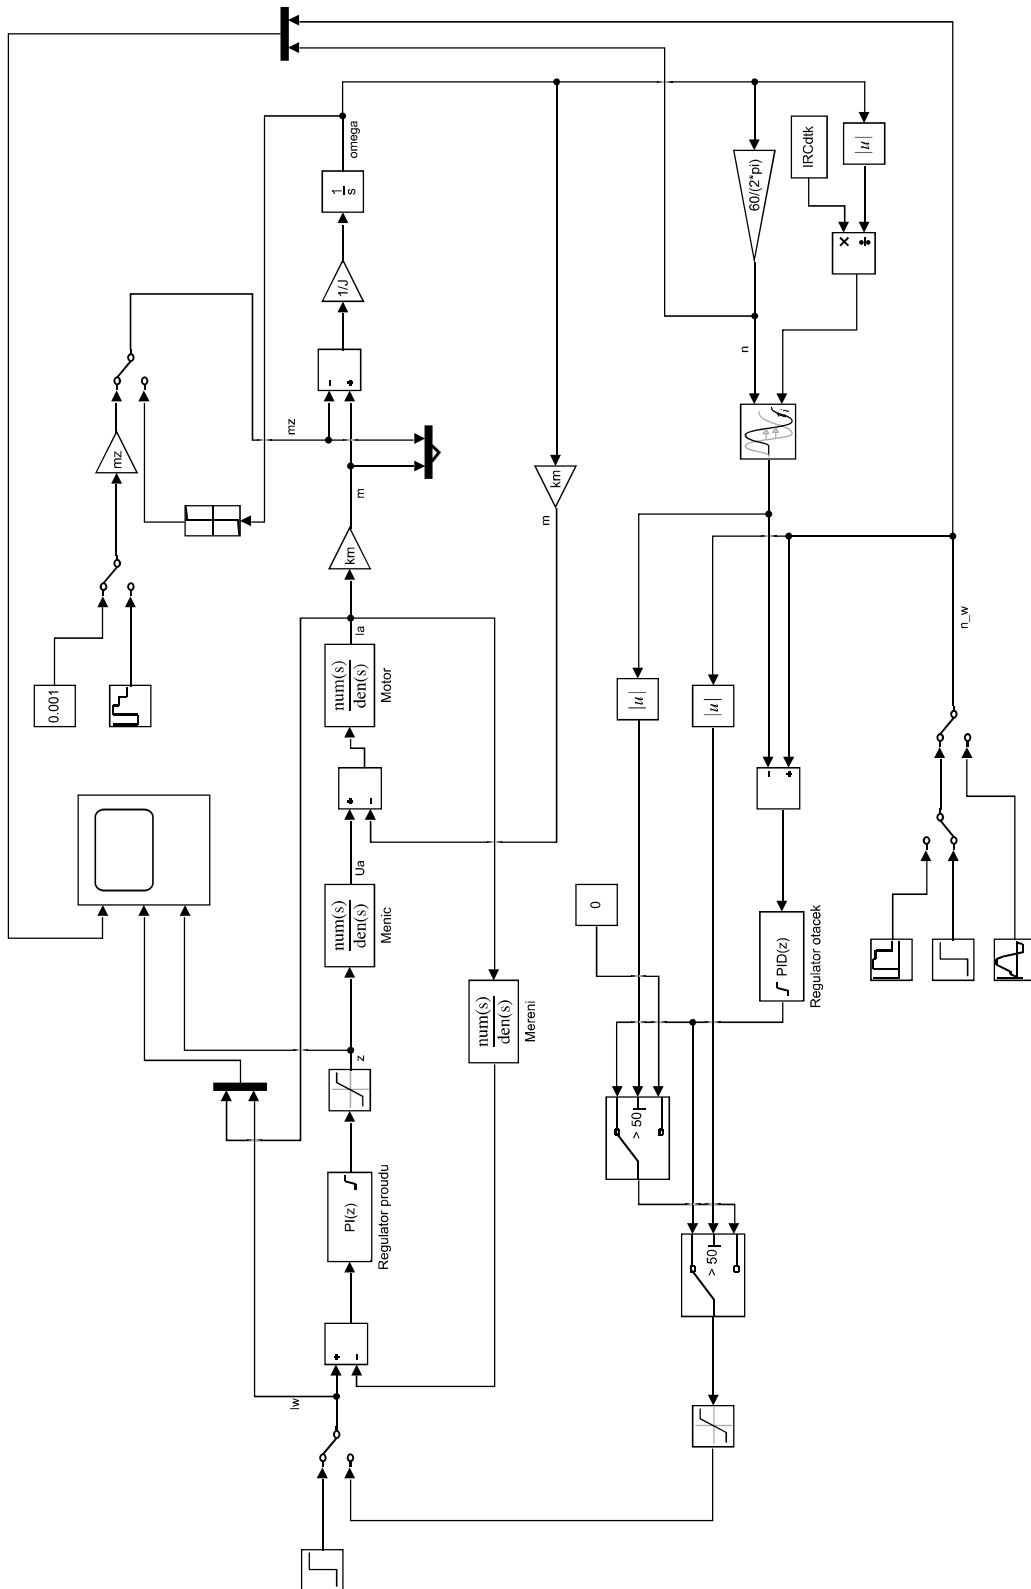 0.001
mz
Iw
+
-
PI(z)
Regulator proudu
z
num(s)
den(s)
Menic
Ua
+
-
num(s)
den(s)
Motor
Ia
km
m
mz
-
+
1/J
1
s
omega
num(s)
den(s)
Mereni
m
km
0
> 50
|u|
> 50
|u|
PID(z)
Regulator otacek
-
+
n
60/(2*pi)
IRCdtk
×
÷
|u|
n_w